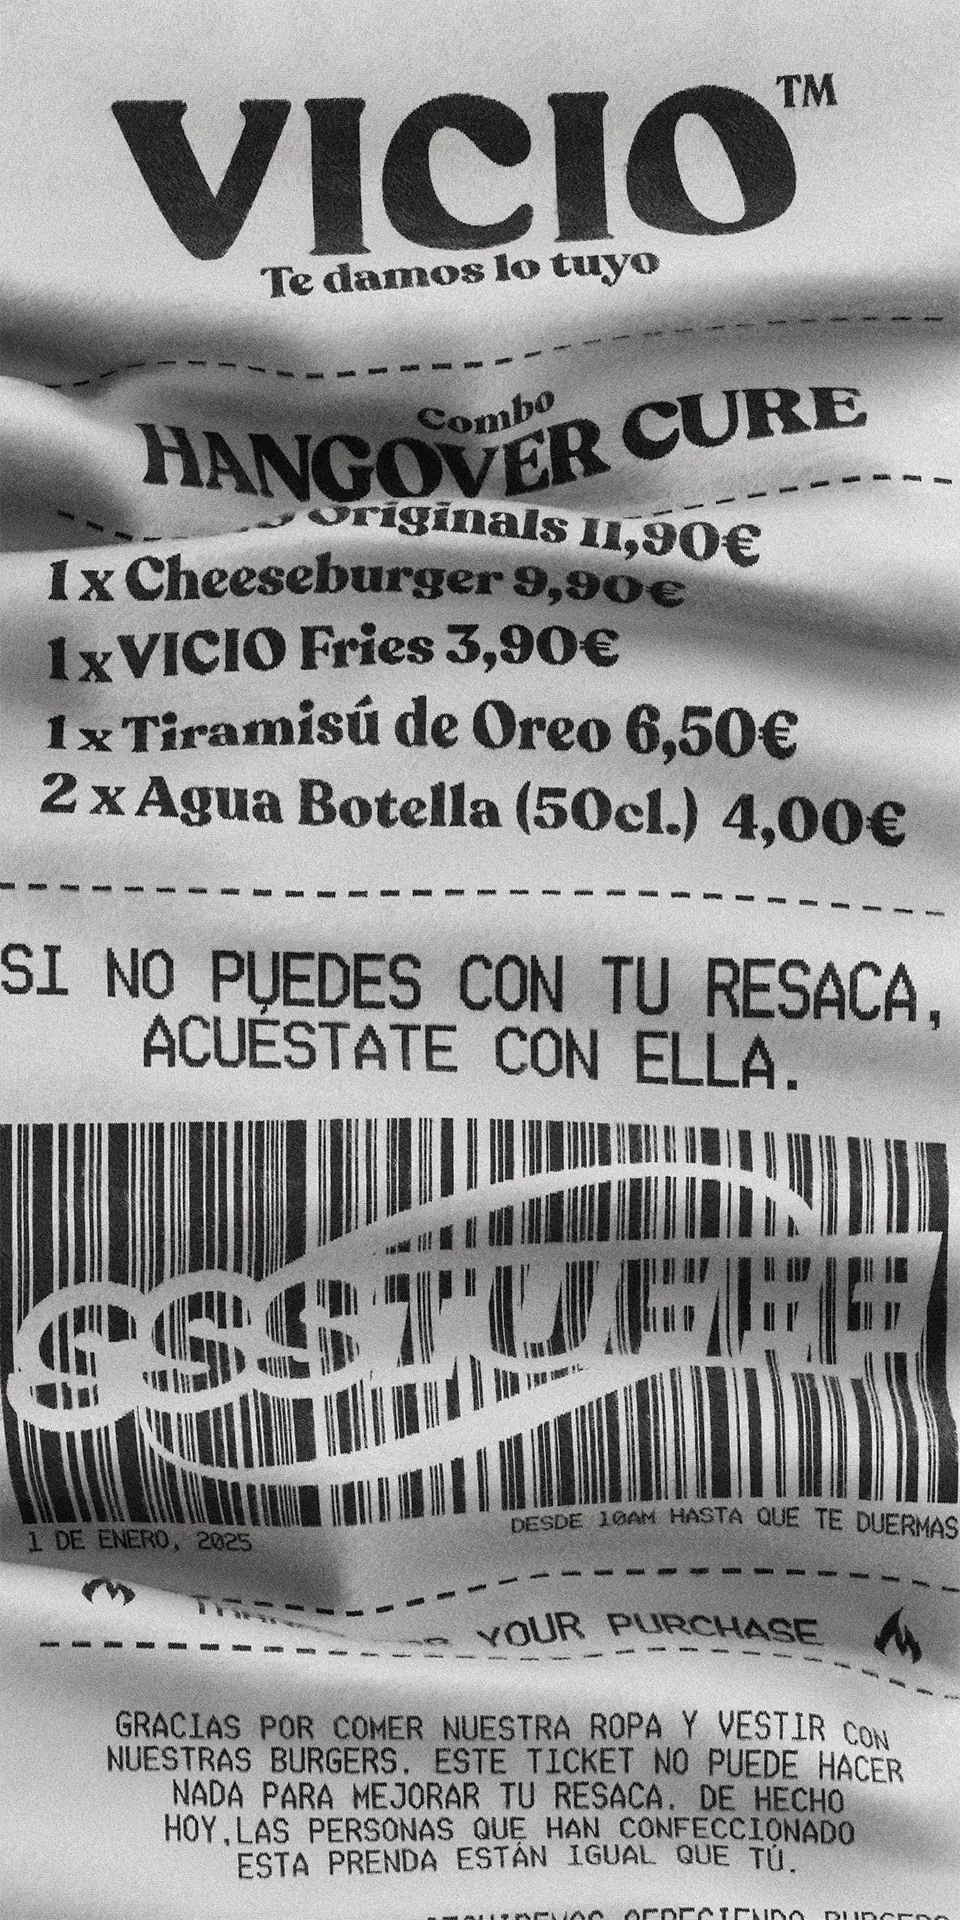 VICIO™
Te damos lo tuyo
Combo
HANGOVER CURE
Originals 11,90€
1 x Cheeseburger 9,90€
1 x VICIO Fries 3,90€
1 x Tiramisú de Oreo 6,50€
2 x Agua Botella (50cl.) 4,00€
SI NO PUEDES CON TU RESACA,
ACUÉSTATE CON ELLA.
1 DE ENERO, 2025
DESDE 10AM HASTA QUE TE DUERMAS
YOUR PURCHASE
GRACIAS POR COMER NUESTRA ROPA Y VESTIR CON
NUESTRAS BURGERS. ESTE TICKET NO PUEDE HACER
NADA PARA MEJORAR TU RESACA. DE HECHO
HOY,LAS PERSONAS QUE HAN CONFECCIONADO
ESTA PRENDA ESTÁN IGUAL QUE TÚ.